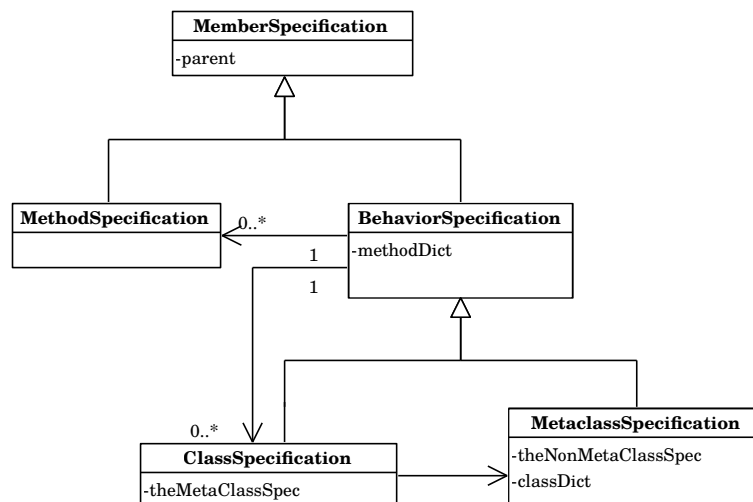 MemberSpecification
-parent
MethodSpecification
0..*
BehaviorSpecification
-methodDict
1
1
0..*
ClassSpecification
-theMetaClassSpec
MetaclassSpecification
-theNonMetaClassSpec
-classDict